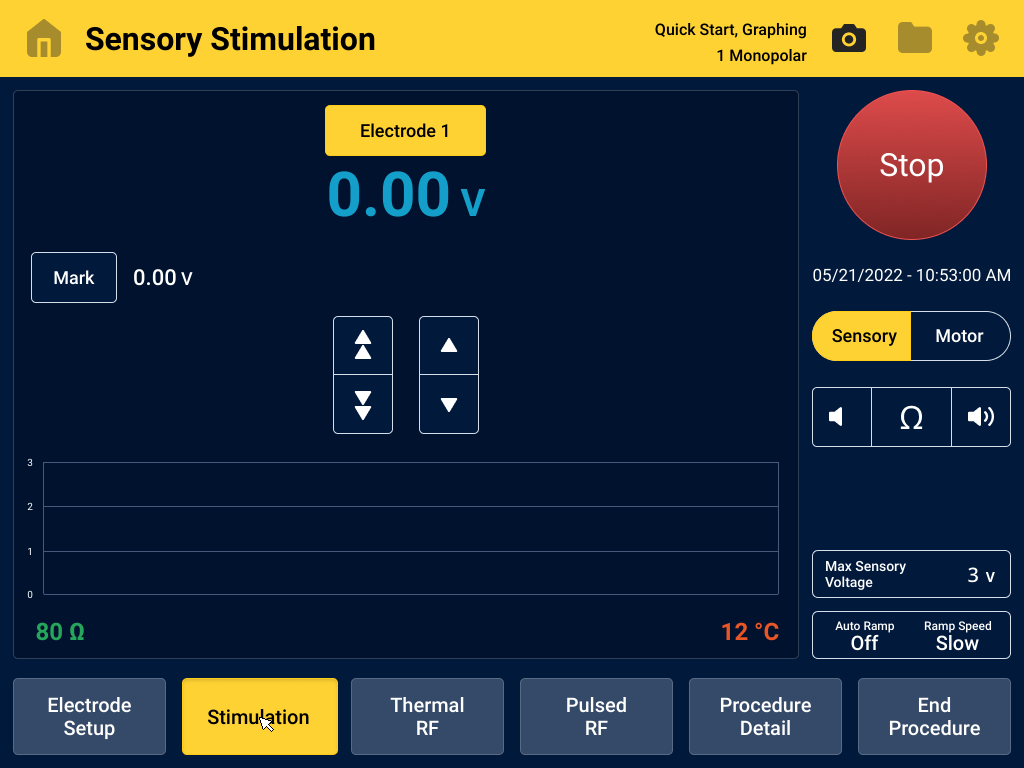 Sensory Stimulation
Quick Start, Graphing
1 Monopolar
Electrode 1
0.00 V
Mark
0.00 V
3
2
1
0
80 Ω
12 °C
Stop
05/21/2022 - 10:53:00 AM
Sensory
Motor
Ω
Max Sensory
Voltage
3 v
Auto Ramp
Off
Ramp Speed
Slow
Electrode
Setup
Stimulation
Thermal
RF
Pulsed
RF
Procedure
Detail
End
Procedure